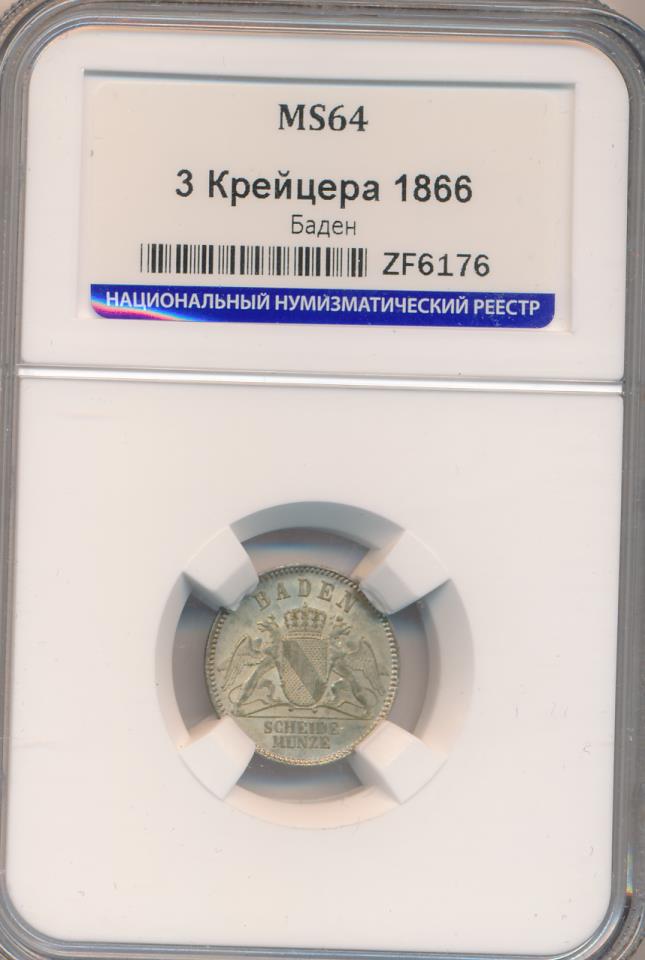 MS64
3 Крейцера 1866
Баден
ZF6176
НАЦИОНАЛЬНЫЙ НУМИЗМАТИЧЕСКИЙ РЕЕСТР
BADEN
SCHEIDE
MUNZE